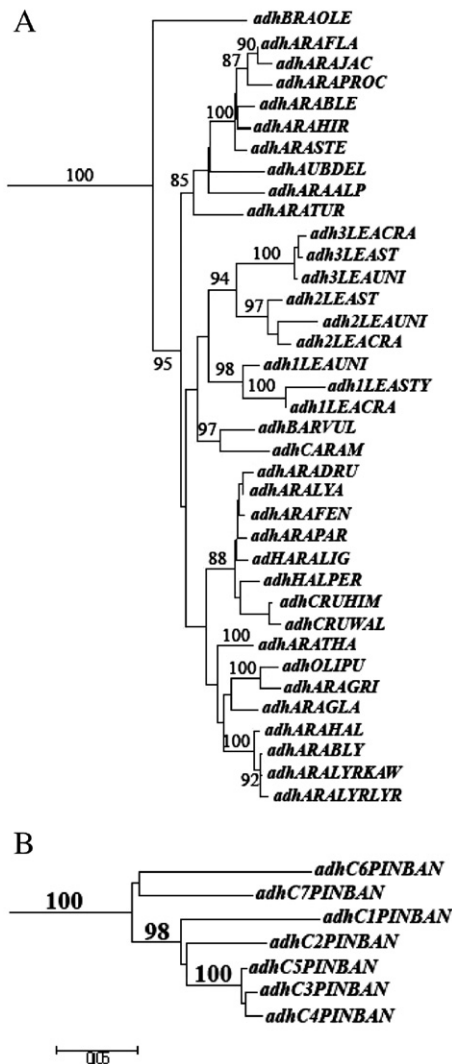 A
adhBRAOLE
90
adhARAFLA
87
adhARAJAC
adhARAPROC
100
adhARABLE
adhARAHIR
adhARASTE
100
85
adhAUBDEL
adhARAALP
adhARATUR
adh3LEACRA
100
adh3LEAST
94
adh3LEAUNI
97
adh2LEAST
adh2LEAUNI
adh2LEACRA
95
98
adh1LEAUNI
100
adh1LEASTY
adh1LEACRA
97
adhBARVUL
adhCARAM
adhARADRU
adhARALYA
adhARAFEN
adhARAPAR
88
adHARALIG
adhHALPER
adhCRUHIM
adhCRUWAL
100
adhARATHA
100
adhOLIPU
adhARAGRI
adhARAGLA
100
adhARAHAL
adhARABLY
92
adhARALYRKAW
adhARALYRLYR
B
adhC6PINBAN
100
adhC7PINBAN
98
adhC1PINBAN
adhC2PINBAN
100
adhC5PINBAN
adhC3PINBAN
adhC4PINBAN
0.05